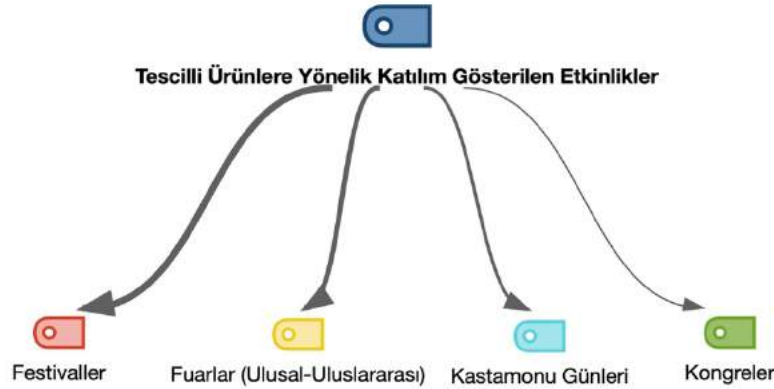 Tescilli Ürünlere Yönelik Katılım Gösterilen Etkinlikler
Festivaller
Fuarlar (Ulusal-Uluslararası)
Kastamonu Günleri
Kongreler